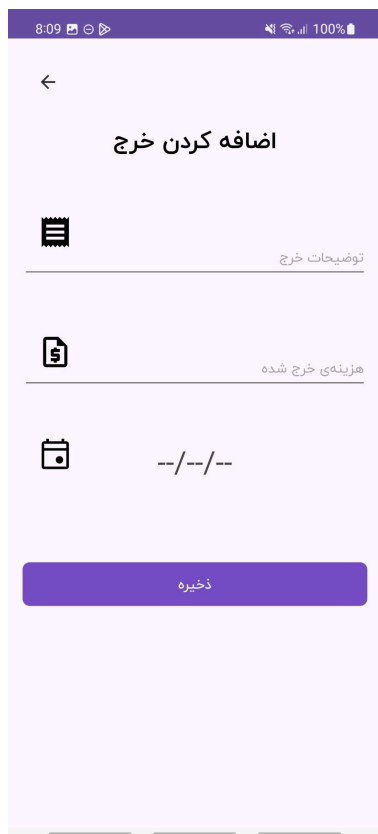 8:09 100%
اضافه کردن خرج
توضیحات خرج
هزینه‌ی خرج شده
--/--/--
ذخیره